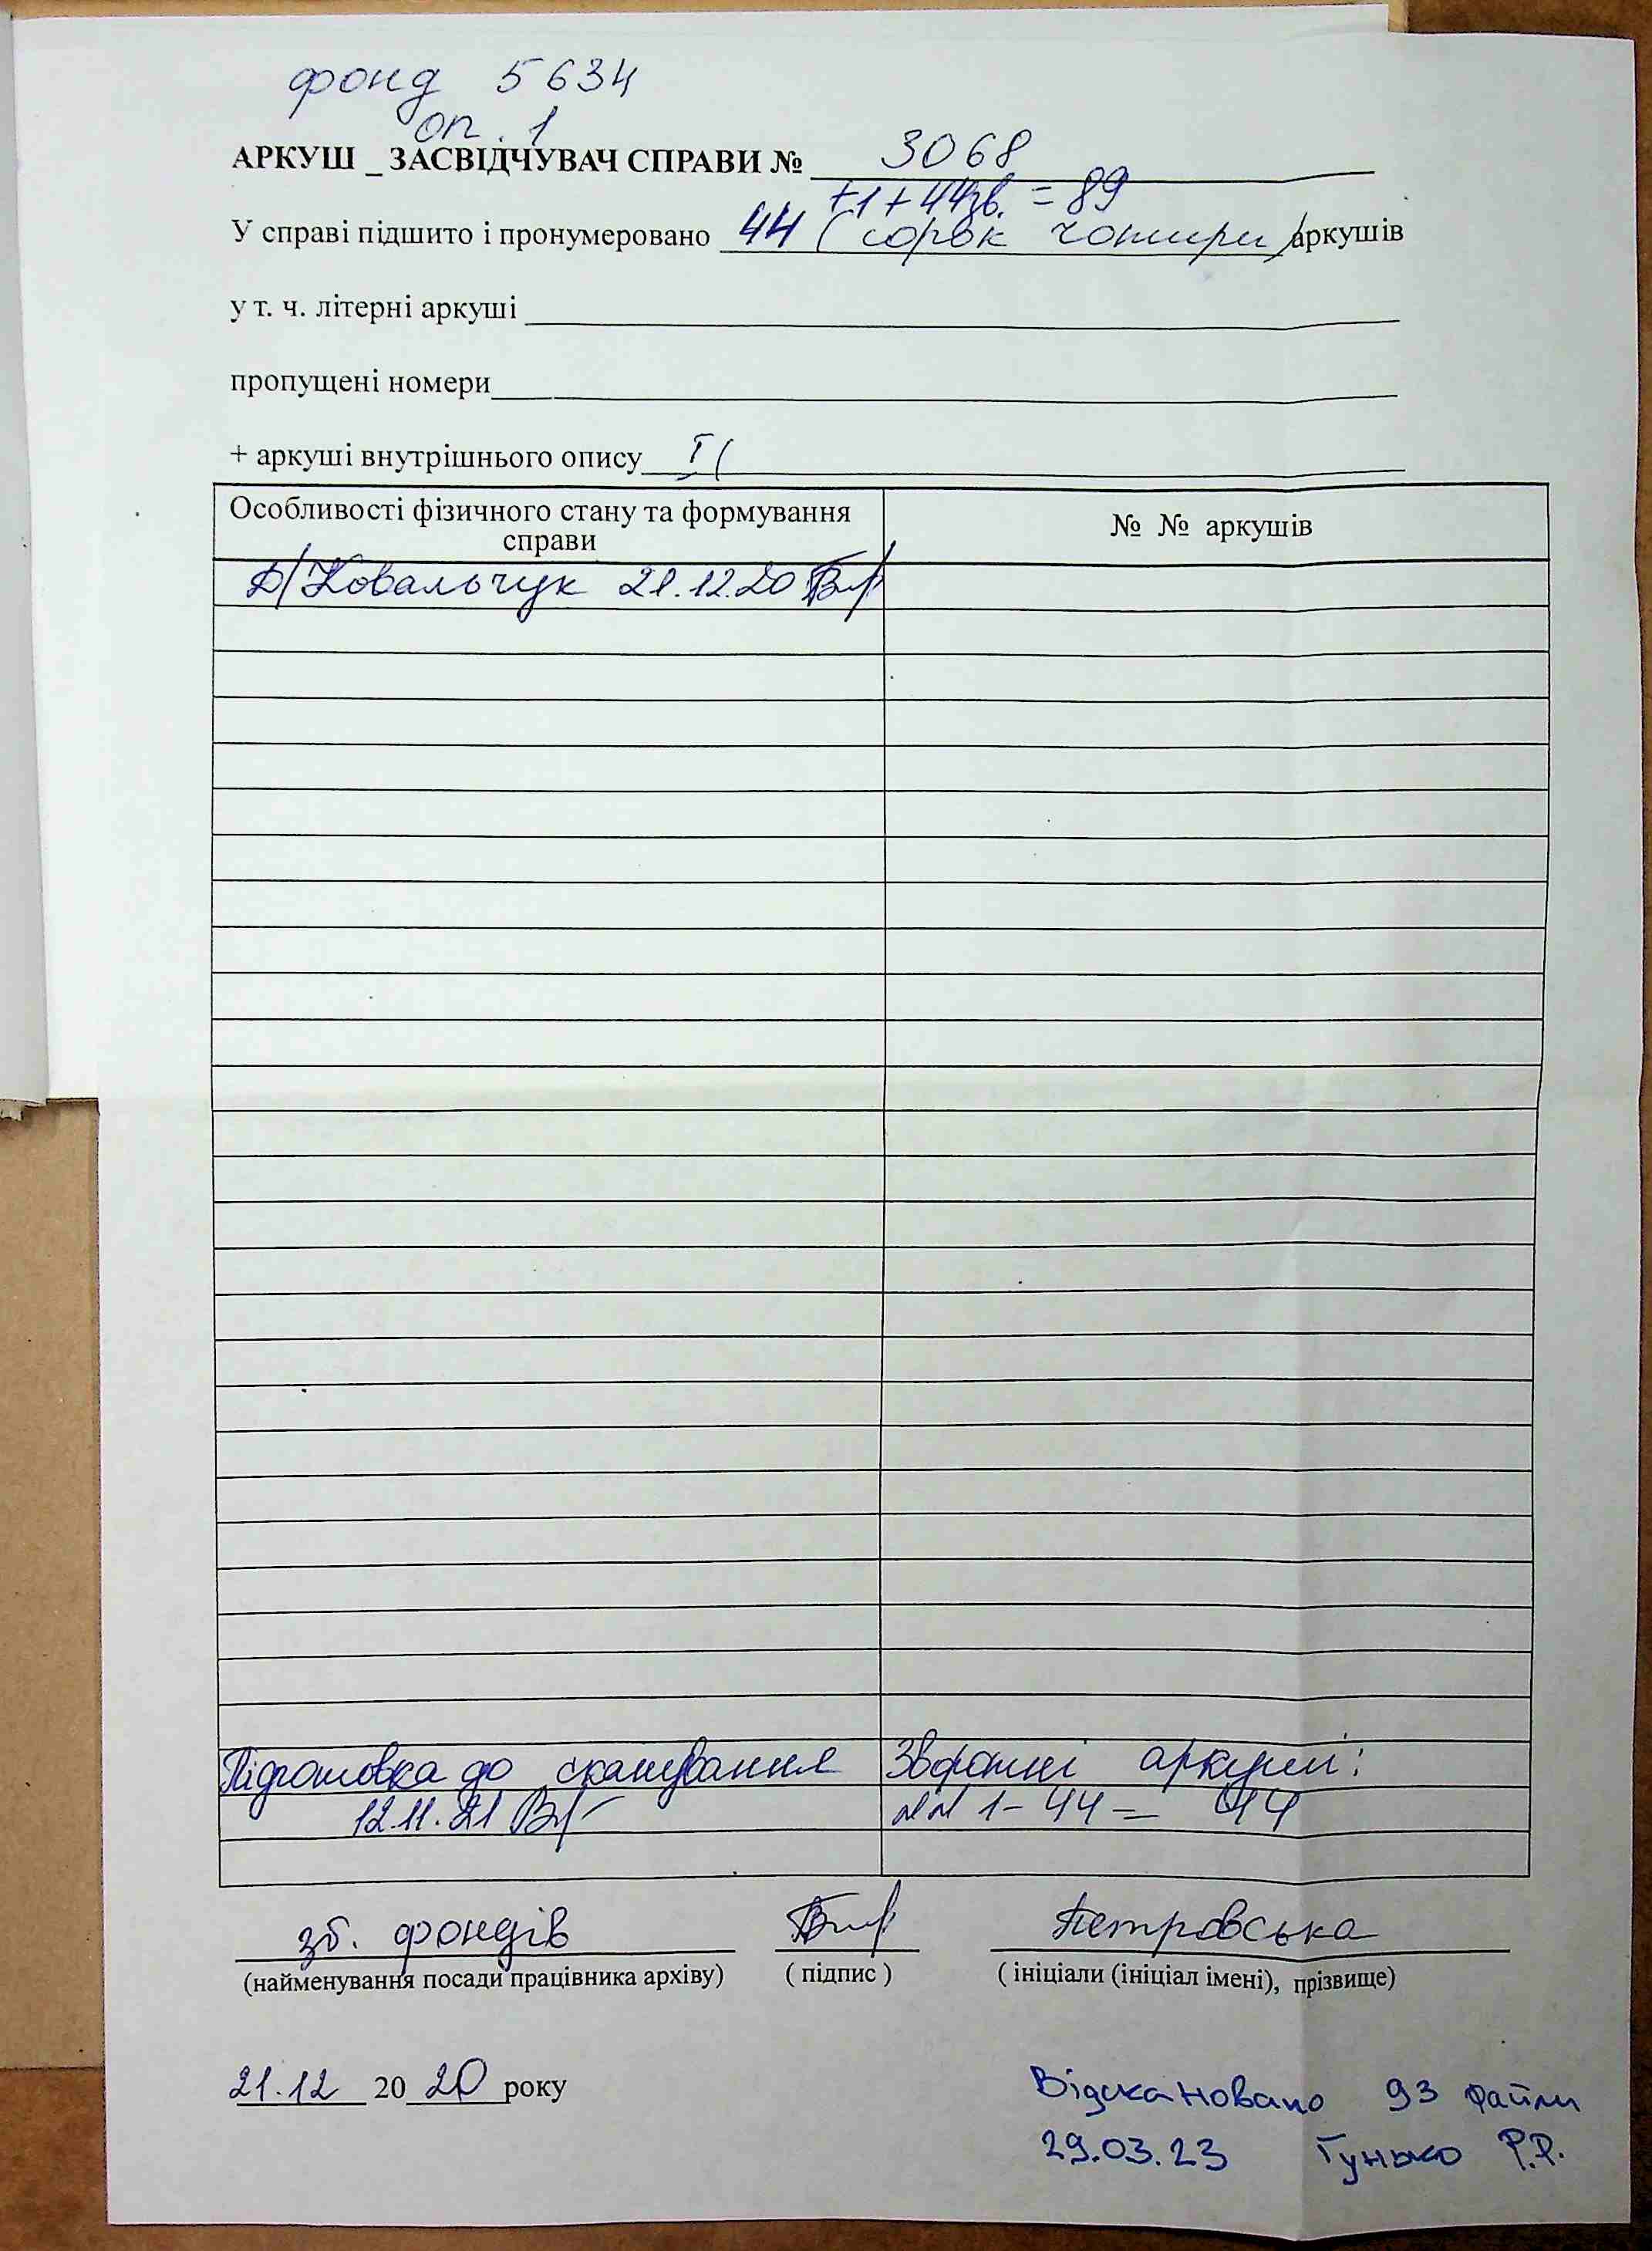 фонд 5634
оп. 1
АРКУШ _ ЗАСВІДЧУВАЧ СПРАВИ № 3068
+1+44зв. = 89
У справі підшито і пронумеровано 44 ( сорок чотири ) аркушів
у т. ч. літерні аркуші
пропущені номери
+ аркуші внутрішнього опису 1 (
Особливості фізичного стану та формування справи
№ № аркушів
Д/Ковальчук 21.12.20
Підготовка до сканування
Зворотні аркуші:
12.11.21
№№ 1-44 = 44
зб. фондів
Петровська
(найменування посади працівника архіву)
( підпис )
( ініціали (ініціал імені), прізвище)
21.12 20 20 року
Відскановано 93 файли
29.03.23 Гунько Р.Р.